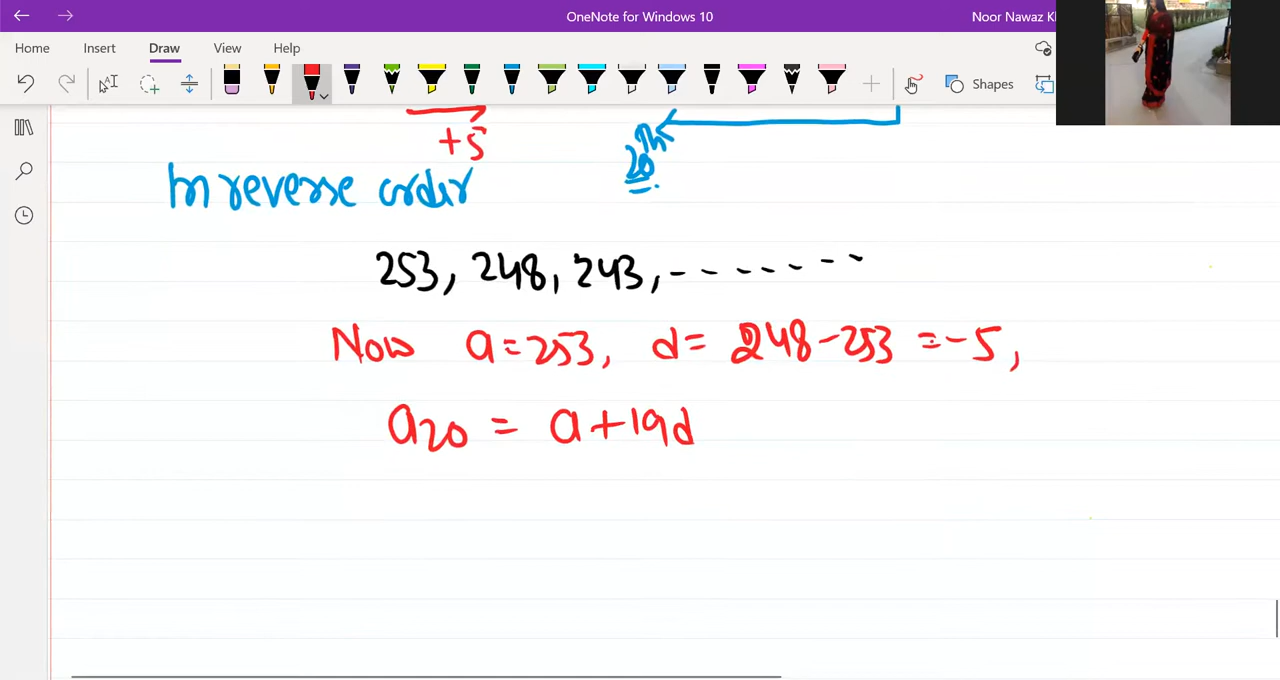 OneNote for Windows 10
Noor Nawaz Kh
Home Insert Draw View Help
Shapes
+5
20th
In reverse order
253, 248, 243, - - - - - - - -
Now a = 253, d = 248 - 253 = -5,
a20 = a + 19d